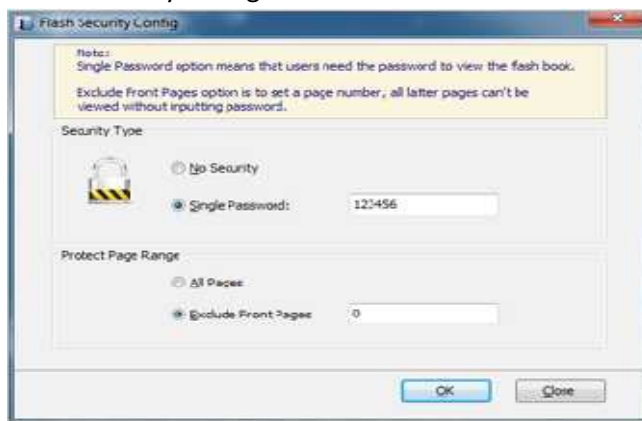 Flash Security Config
Note:
Single Password option means that users need the password to view the flash book.
Exclude Front Pages option is to set a page number, all latter pages can't be
viewed without inputting password.
Security Type
No Security
Single Password:
123456
Protect Page Range
All Pages
Exclude Front Pages
0
OK
Close